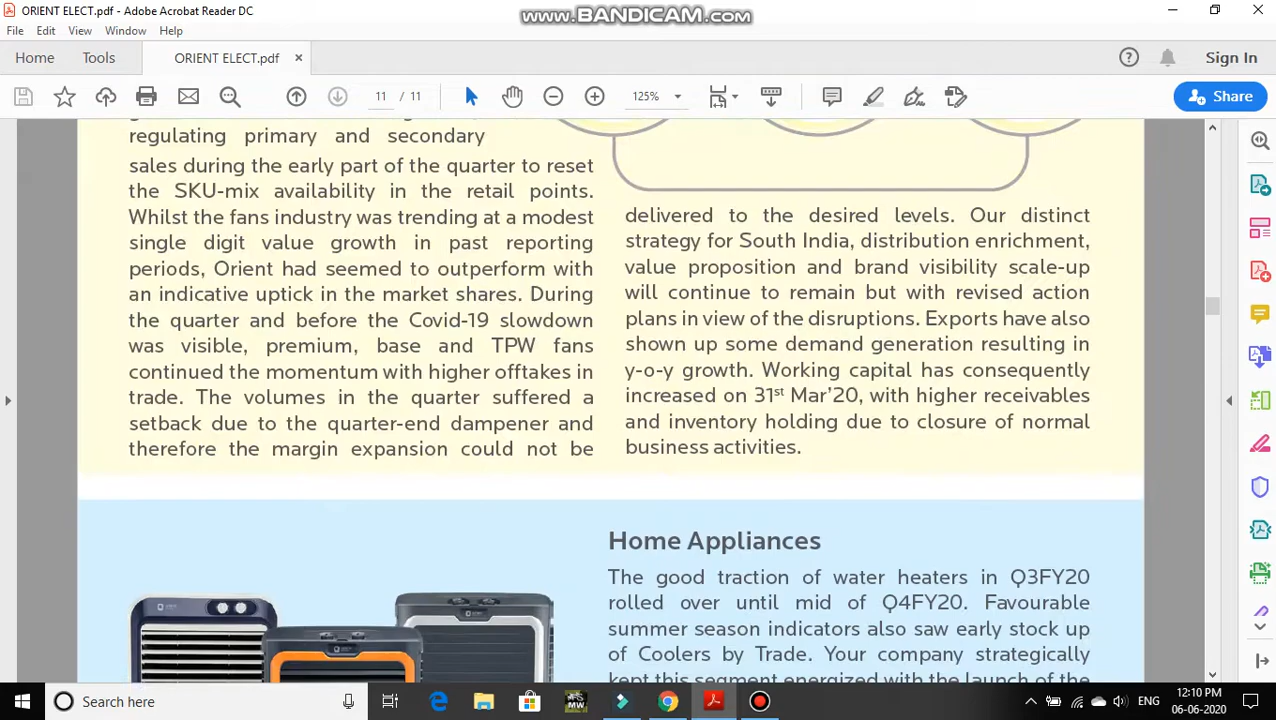 ORIENT ELECT.pdf - Adobe Acrobat Reader DC
www.BANDICAM.com
File Edit View Window Help
Home Tools ORIENT ELECT.pdf × Sign In
11 / 11 125% Share
regulating primary and secondary
sales during the early part of the quarter to reset
the SKU-mix availability in the retail points.
Whilst the fans industry was trending at a modest
single digit value growth in past reporting
periods, Orient had seemed to outperform with
an indicative uptick in the market shares. During
the quarter and before the Covid-19 slowdown
was visible, premium, base and TPW fans
continued the momentum with higher offtakes in
trade. The volumes in the quarter suffered a
setback due to the quarter-end dampener and
therefore the margin expansion could not be
delivered to the desired levels. Our distinct
strategy for South India, distribution enrichment,
value proposition and brand visibility scale-up
will continue to remain but with revised action
plans in view of the disruptions. Exports have also
shown up some demand generation resulting in
y-o-y growth. Working capital has consequently
increased on 31st Mar'20, with higher receivables
and inventory holding due to closure of normal
business activities.
Home Appliances
The good traction of water heaters in Q3FY20
rolled over until mid of Q4FY20. Favourable
summer season indicators also saw early stock up
of Coolers by Trade. Your company strategically
kept this segment energized with the launch of the
Search here
ENG
12:10 PM
06-06-2020